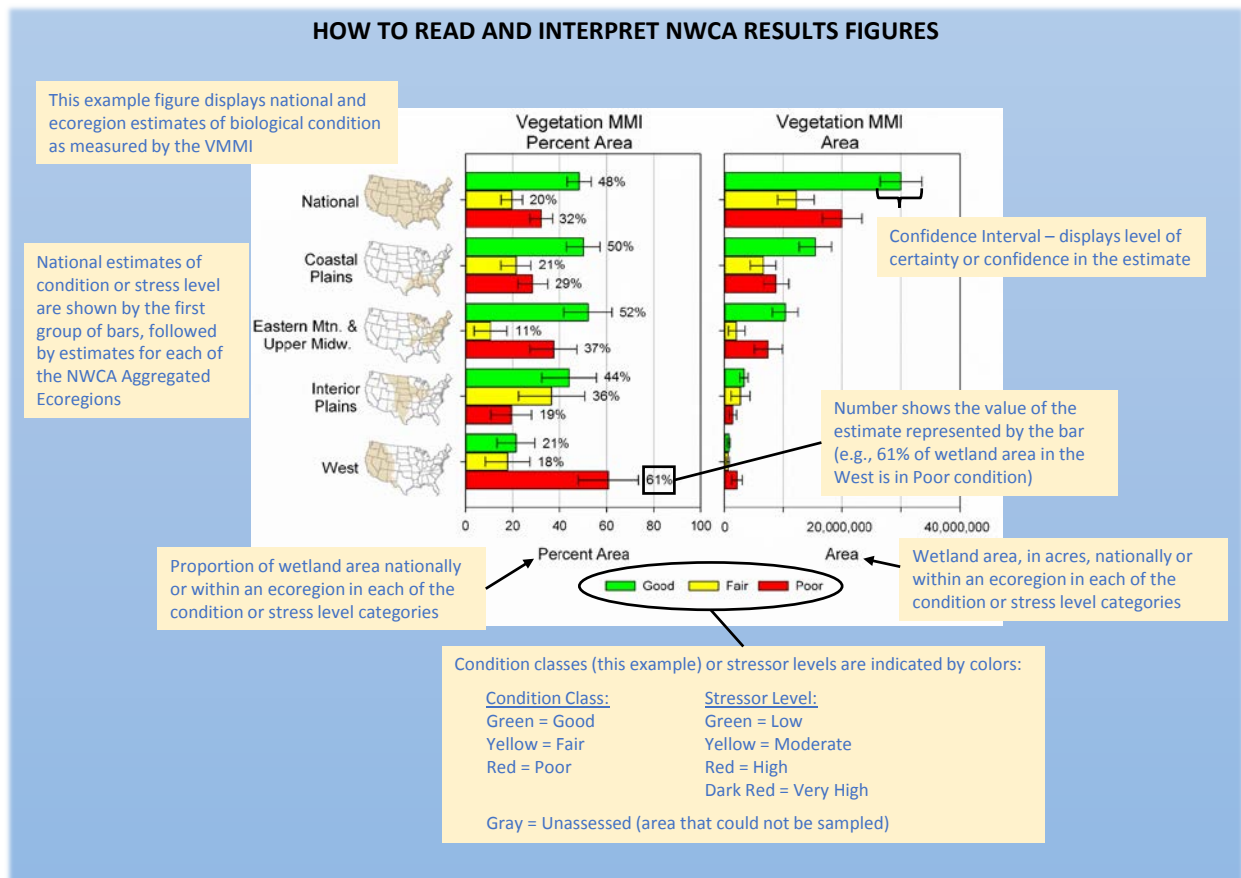 HOW TO READ AND INTERPRET NWCA RESULTS FIGURES
This example figure displays national and
ecoregion estimates of biological condition
as measured by the VMMI
National estimates of
condition or stress level
are shown by the first
group of bars, followed
by estimates for each of
the NWCA Aggregated
Ecoregions
Vegetation MMI
Percent Area
Vegetation MMI
Area
National
48%
20%
32%
Coastal
Plains
50%
21%
29%
Eastern Mtn. &
Upper Midw.
52%
11%
37%
Interior
Plains
44%
36%
19%
West
21%
18%
61%
0 20 40 60 80 100
Percent Area
0 20,000,000 40,000,000
Area
Good Fair Poor
Confidence Interval – displays level of
certainty or confidence in the estimate
Number shows the value of the
estimate represented by the bar
(e.g., 61% of wetland area in the
West is in Poor condition)
Proportion of wetland area nationally
or within an ecoregion in each of the
condition or stress level categories
Wetland area, in acres, nationally or
within an ecoregion in each of the
condition or stress level categories
Condition classes (this example) or stressor levels are indicated by colors:
Condition Class:
Green = Good
Yellow = Fair
Red = Poor
Stressor Level:
Green = Low
Yellow = Moderate
Red = High
Dark Red = Very High
Gray = Unassessed (area that could not be sampled)